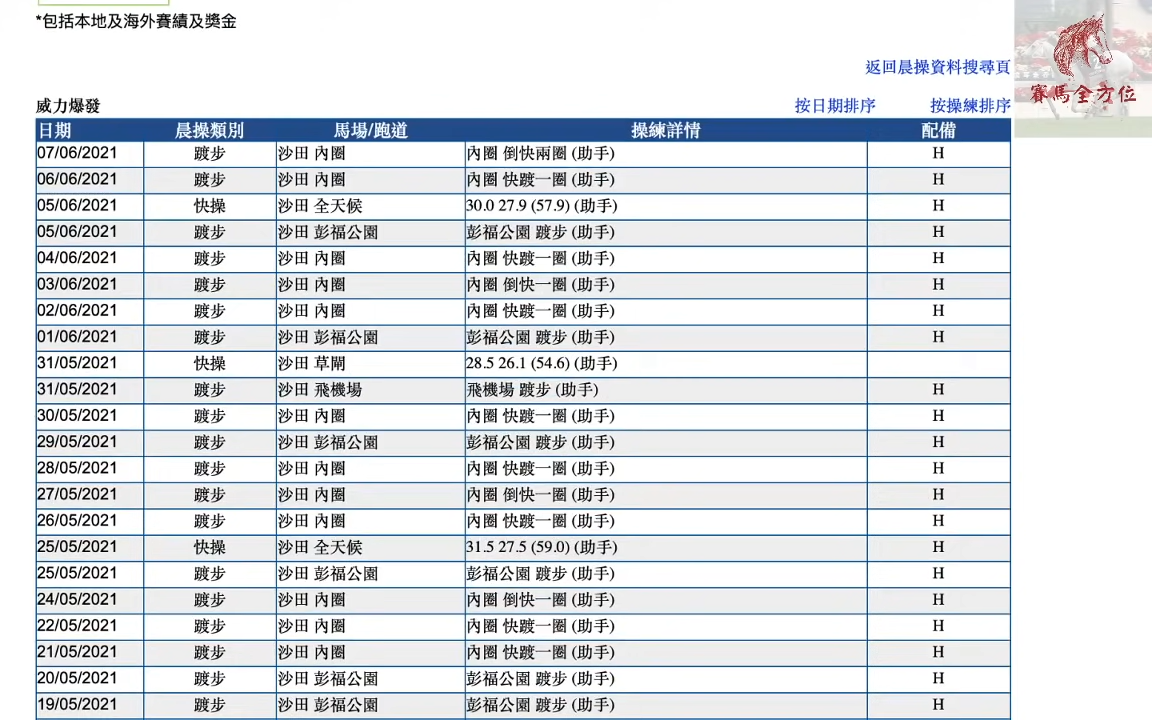 *包括本地及海外賽績及獎金
返回晨操資料搜尋頁
賽馬全方位
威力爆發 按日期排序 按操練排序
日期 晨操類別 馬場/跑道 操練詳情 配備
07/06/2021 踱步 沙田 內圈 內圈 倒快兩圈 (助手) H
06/06/2021 踱步 沙田 內圈 內圈 快踱一圈 (助手) H
05/06/2021 快操 沙田 全天候 30.0 27.9 (57.9) (助手) H
05/06/2021 踱步 沙田 彭福公園 彭福公園 踱步 (助手) H
04/06/2021 踱步 沙田 內圈 內圈 快踱一圈 (助手) H
03/06/2021 踱步 沙田 內圈 內圈 倒快一圈 (助手) H
02/06/2021 踱步 沙田 內圈 內圈 快踱一圈 (助手) H
01/06/2021 踱步 沙田 彭福公園 彭福公園 踱步 (助手) H
31/05/2021 快操 沙田 草閘 28.5 26.1 (54.6) (助手)
31/05/2021 踱步 沙田 飛機場 飛機場 踱步 (助手) H
30/05/2021 踱步 沙田 內圈 內圈 快踱一圈 (助手) H
29/05/2021 踱步 沙田 彭福公園 彭福公園 踱步 (助手) H
28/05/2021 踱步 沙田 內圈 內圈 快踱一圈 (助手) H
27/05/2021 踱步 沙田 內圈 內圈 倒快一圈 (助手) H
26/05/2021 踱步 沙田 內圈 內圈 快踱一圈 (助手) H
25/05/2021 快操 沙田 全天候 31.5 27.5 (59.0) (助手) H
25/05/2021 踱步 沙田 彭福公園 彭福公園 踱步 (助手) H
24/05/2021 踱步 沙田 內圈 內圈 倒快一圈 (助手) H
22/05/2021 踱步 沙田 內圈 內圈 快踱一圈 (助手) H
21/05/2021 踱步 沙田 內圈 內圈 快踱一圈 (助手) H
20/05/2021 踱步 沙田 彭福公園 彭福公園 踱步 (助手) H
19/05/2021 踱步 沙田 彭福公園 彭福公園 踱步 (助手) H